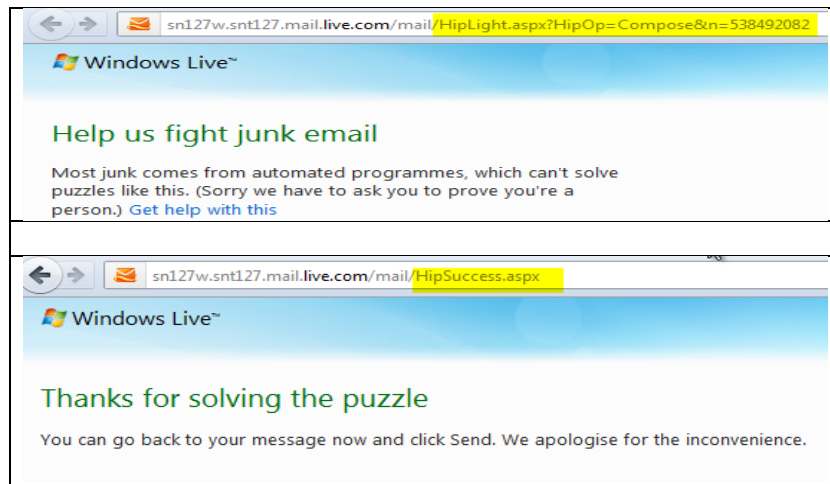 sn127w.snt127.mail.live.com/mail/HipLight.aspx?HipOp=Compose&n=538492082
Windows Live™
Help us fight junk email
Most junk comes from automated programmes, which can't solve
puzzles like this. (Sorry we have to ask you to prove you're a
person.) Get help with this
sn127w.snt127.mail.live.com/mail/HipSuccess.aspx
Windows Live™
Thanks for solving the puzzle
You can go back to your message now and click Send. We apologise for the inconvenience.